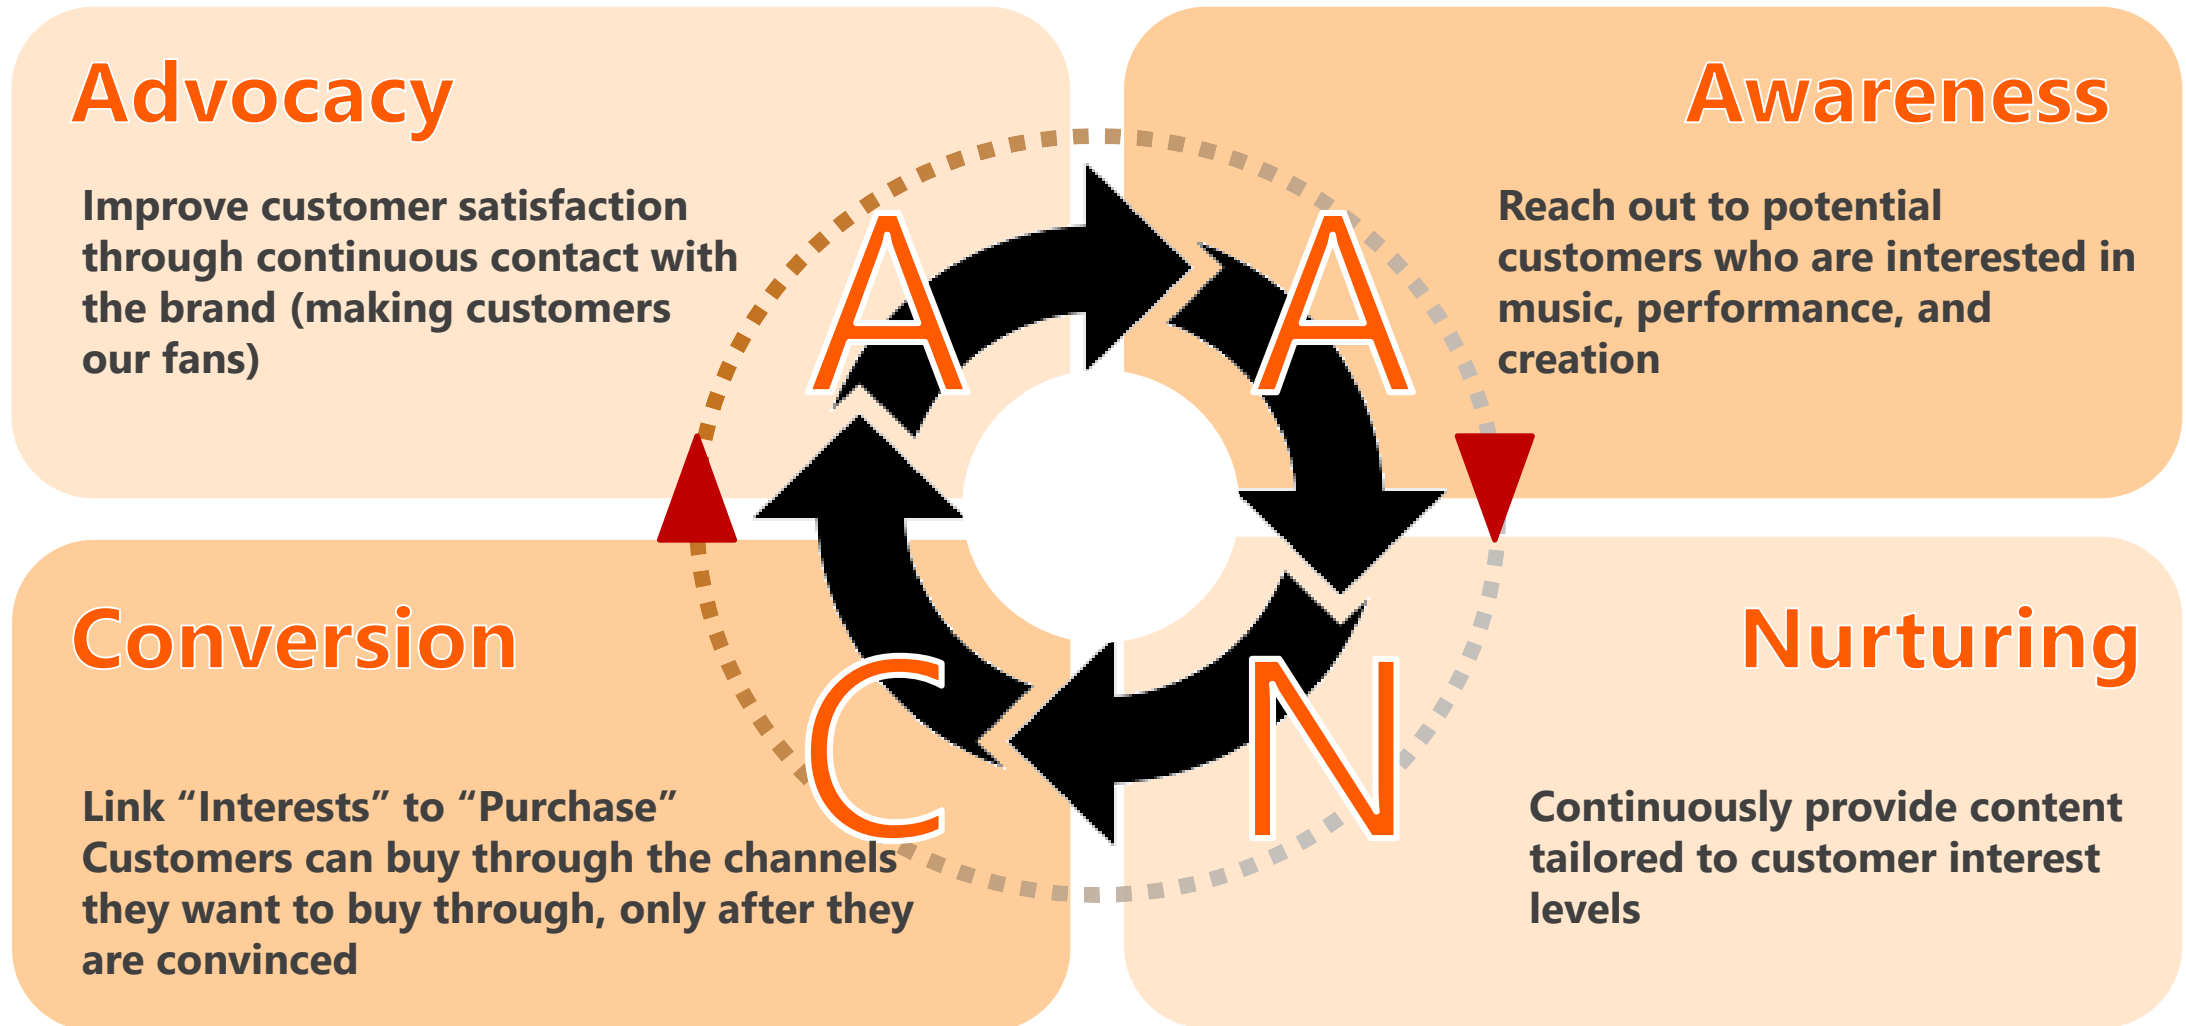 Advocacy
Improve customer satisfaction
through continuous contact with
the brand (making customers
our fans)
Awareness
Reach out to potential
customers who are interested in
music, performance, and
creation
A
A
C
N
Conversion
Link “Interests” to “Purchase”
Customers can buy through the channels
they want to buy through, only after they
are convinced
Nurturing
Continuously provide content
tailored to customer interest
levels